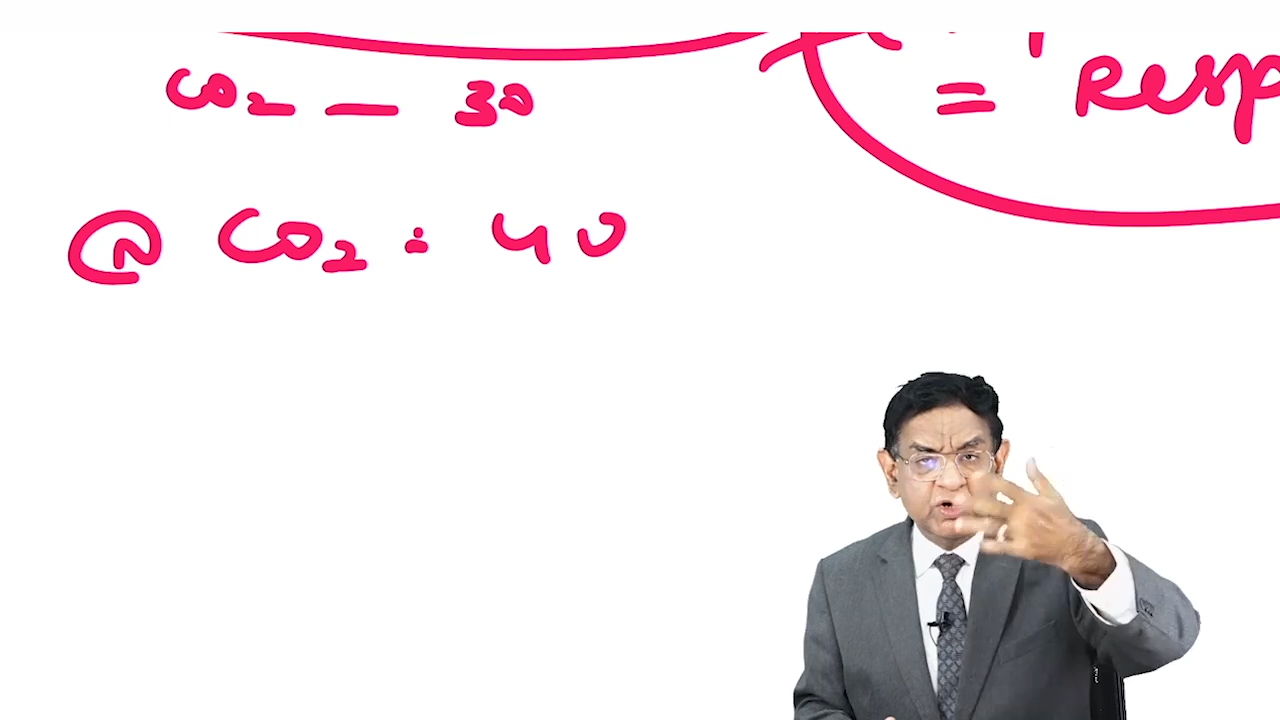 = Resp
CO2 — 30
@ CO2 : 40